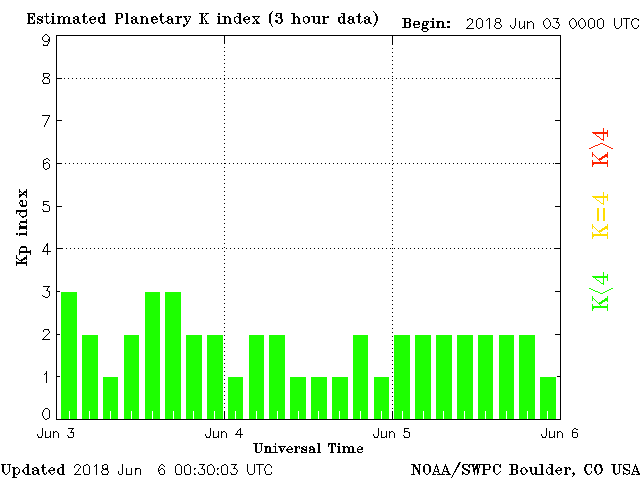 Estimated Planetary K index (3 hour data) Begin: 2018 Jun 03 0000 UTC
9
8
7
6
5
4
3
2
1
0
Kp index
K>4
K=4
K<4
Jun 3 Jun 4 Jun 5 Jun 6
Universal Time
Updated 2018 Jun 6 00:30:03 UTC NOAA/SWPC Boulder, CO USA